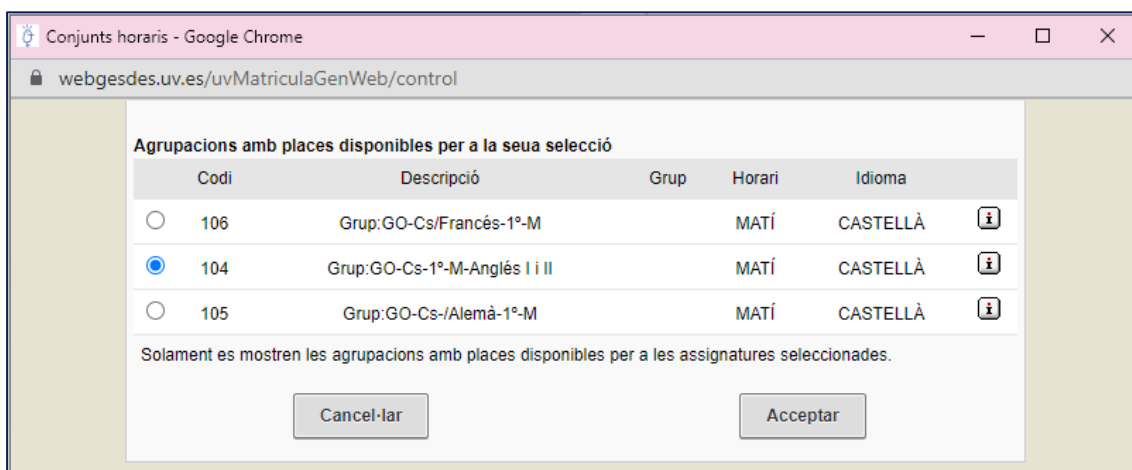 Conjunts horaris - Google Chrome
webgesdes.uv.es/uvMatriculaGenWeb/control
Agrupacions amb places disponibles per a la seua selecció
Codi Descripció Grup Horari Idioma
106 Grup:GO-Cs/Francés-1º-M MATÍ CASTELLÀ i
104 Grup:GO-Cs-1º-M-Anglés I i II MATÍ CASTELLÀ i
105 Grup:GO-Cs-/Alemà-1º-M MATÍ CASTELLÀ i
Solament es mostren les agrupacions amb places disponibles per a les assignatures seleccionades.
Cancel·lar Acceptar